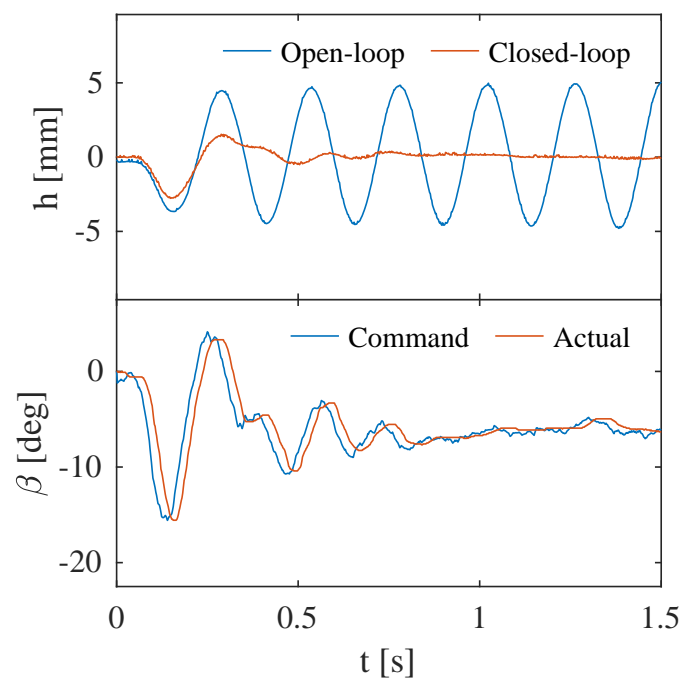 Open-loop Closed-loop
5
0
-5
h [mm]
Command Actual
0
-10
-20
β [deg]
0 0.5 1 1.5
t [s]